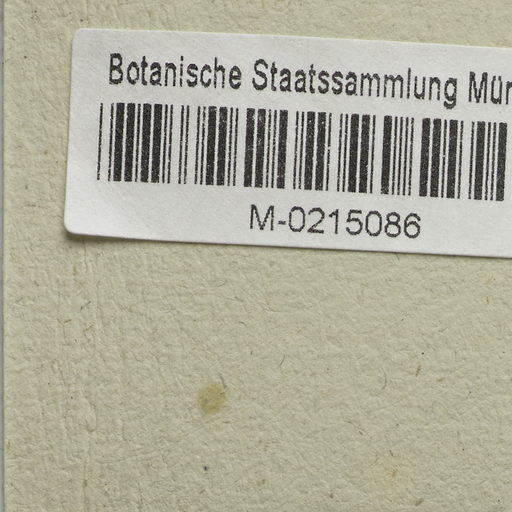 Botanische Staatssammlung Mün
M-0215086